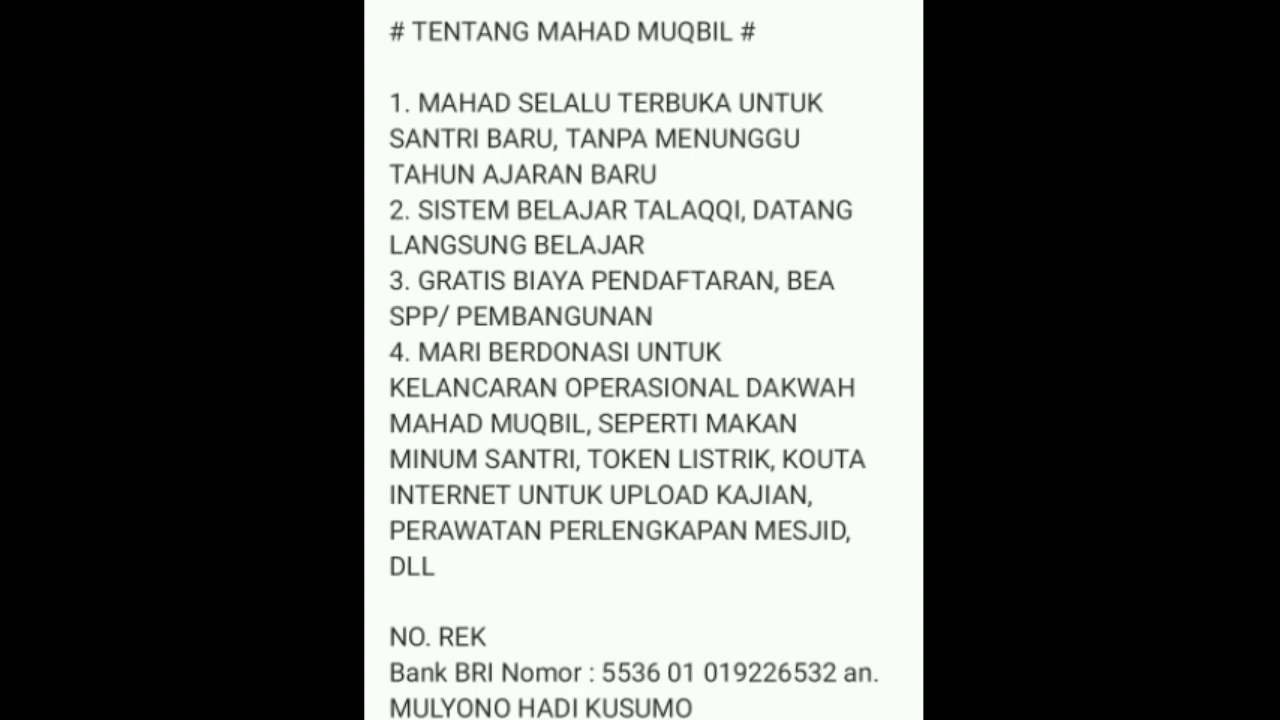 # TENTANG MAHAD MUQBIL #
1. MAHAD SELALU TERBUKA UNTUK
SANTRI BARU, TANPA MENUNGGU
TAHUN AJARAN BARU
2. SISTEM BELAJAR TALAQQI, DATANG
LANGSUNG BELAJAR
3. GRATIS BIAYA PENDAFTARAN, BEA
SPP/ PEMBANGUNAN
4. MARI BERDONASI UNTUK
KELANCARAN OPERASIONAL DAKWAH
MAHAD MUQBIL, SEPERTI MAKAN
MINUM SANTRI, TOKEN LISTRIK, KOUTA
INTERNET UNTUK UPLOAD KAJIAN,
PERAWATAN PERLENGKAPAN MESJID,
DLL
NO. REK
Bank BRI Nomor : 5536 01 019226532 an.
MULYONO HADI KUSUMO